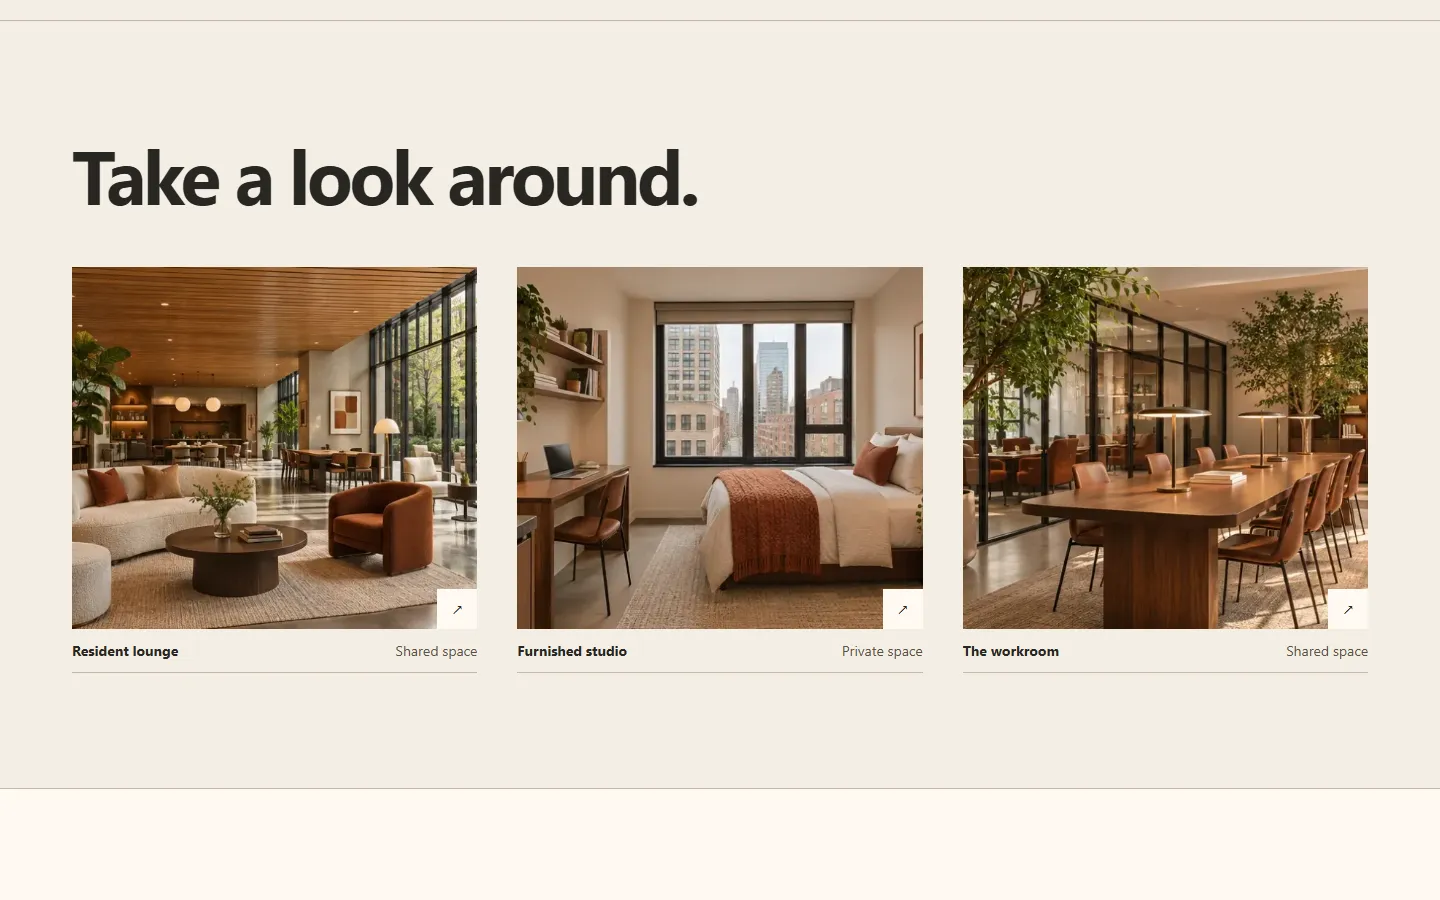 Take a look around.
↗
↗
↗
Resident lounge
Shared space
Furnished studio
Private space
The workroom
Shared space